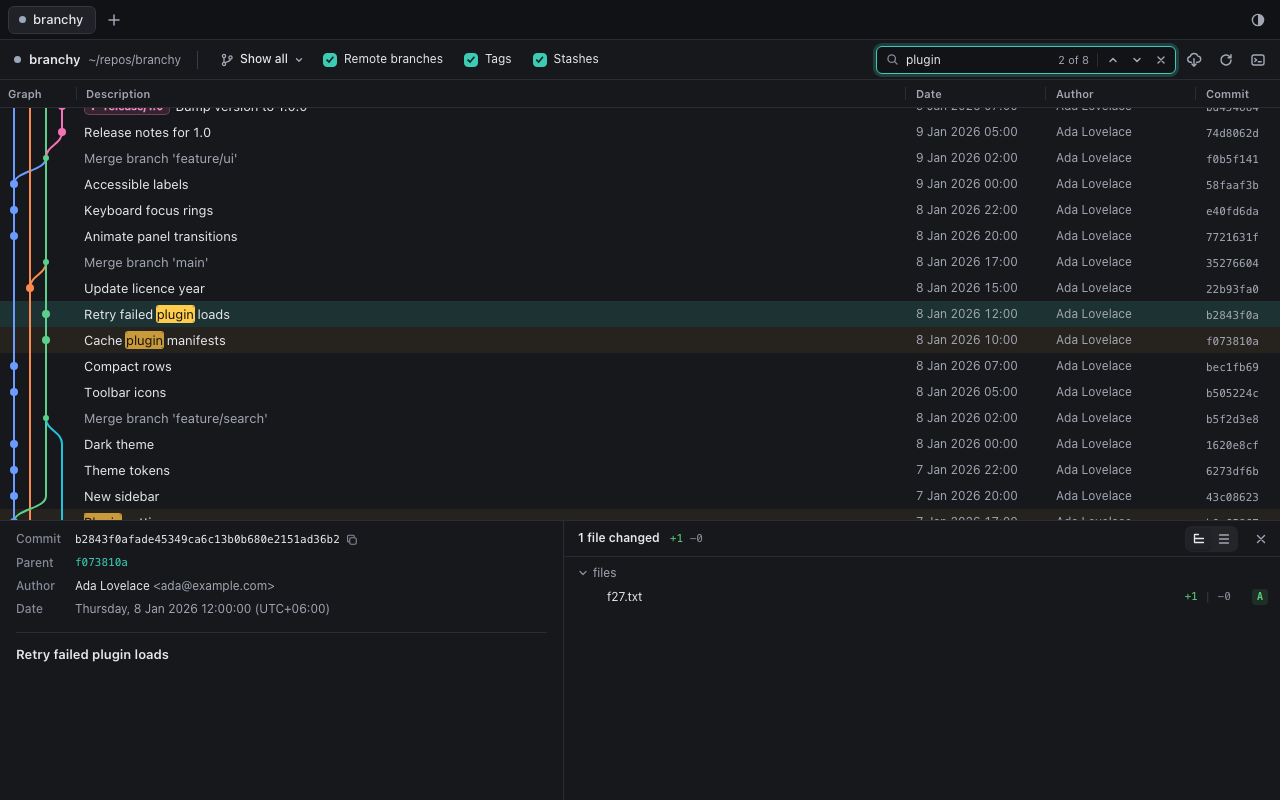 branchy
branchy ~/repos/branchy Show all Remote branches Tags Stashes plugin 2 of 8
Graph Description Date Author Commit
Release notes for 1.0 9 Jan 2026 05:00 Ada Lovelace 74d8062d
Merge branch 'feature/ui' 9 Jan 2026 02:00 Ada Lovelace f0b5f141
Accessible labels 9 Jan 2026 00:00 Ada Lovelace 58faaf3b
Keyboard focus rings 8 Jan 2026 22:00 Ada Lovelace e40fd6da
Animate panel transitions 8 Jan 2026 20:00 Ada Lovelace 7721631f
Merge branch 'main' 8 Jan 2026 17:00 Ada Lovelace 35276604
Update licence year 8 Jan 2026 15:00 Ada Lovelace 22b93fa0
Retry failed plugin loads 8 Jan 2026 12:00 Ada Lovelace b2843f0a
Cache plugin manifests 8 Jan 2026 10:00 Ada Lovelace f073810a
Compact rows 8 Jan 2026 07:00 Ada Lovelace bec1fb69
Toolbar icons 8 Jan 2026 05:00 Ada Lovelace b505224c
Merge branch 'feature/search' 8 Jan 2026 02:00 Ada Lovelace b5f2d3e8
Dark theme 8 Jan 2026 00:00 Ada Lovelace 1620e8cf
Theme tokens 7 Jan 2026 22:00 Ada Lovelace 6273df6b
New sidebar 7 Jan 2026 20:00 Ada Lovelace 43c08623
Commit b2843f0afade45349ca6c13b0b680e2151ad36b2
Parent f073810a
Author Ada Lovelace <ada@example.com>
Date Thursday, 8 Jan 2026 12:00:00 (UTC+06:00)
Retry failed plugin loads
1 file changed +1 −0
files
f27.txt +1 | −0 A